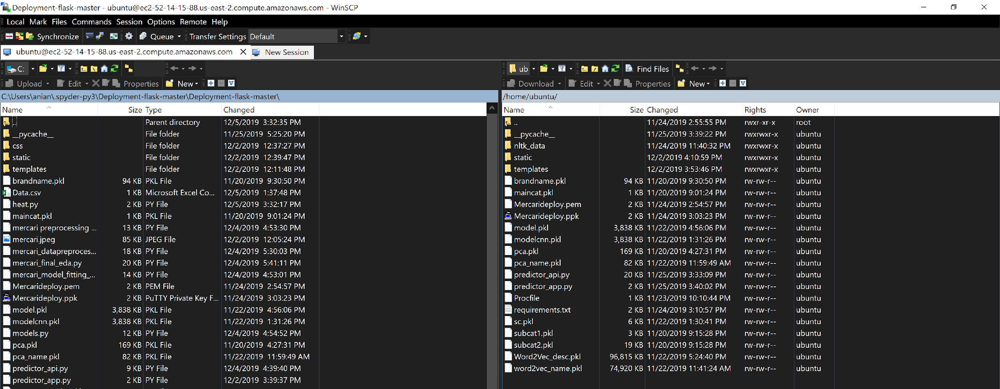 Deployment-flask-master - ubuntu@ec2-52-14-15-88.us-east-2.compute.amazonaws.com - WinSCP
Local Mark Files Commands Session Options Remote Help
Synchronize Queue Transfer Settings Default
ubuntu@ec2-52-14-15-88.us-east-2.compute.amazonaws.com New Session
C:
Upload Edit Properties New
C:\Users\anian\.spyder-py3\Deployment-flask-master\Deployment-flask-master\
Name Size Type Changed
.. Parent directory 12/5/2019 3:32:35 PM
__pycache__ File folder 11/25/2019 5:25:20 PM
css File folder 12/2/2019 12:37:27 PM
static File folder 12/2/2019 12:39:47 PM
templates File folder 12/2/2019 12:11:48 PM
brandname.pkl 94 KB PKL File 11/20/2019 9:30:50 PM
Data.csv 1 KB Microsoft Excel Co... 12/5/2019 1:37:48 PM
heat.py 2 KB PY File 12/5/2019 3:32:17 PM
maincat.pkl 1 KB PKL File 11/20/2019 9:01:24 PM
mercari preprocessing ... 13 KB PY File 12/4/2019 4:53:30 PM
mercari.jpeg 85 KB JPEG File 12/2/2019 12:05:24 PM
mercari_datapreproces... 18 KB PY File 12/4/2019 5:30:03 PM
mercari_final_eda.py 20 KB PY File 12/4/2019 5:41:11 PM
mercari_model_fitting_... 14 KB PY File 12/4/2019 4:53:01 PM
Mercarideploy.pem 2 KB PEM File 11/24/2019 2:54:57 PM
Mercarideploy.ppk 2 KB PuTTY Private Key F... 11/24/2019 3:03:23 PM
model.pkl 3,838 KB PKL File 11/22/2019 4:56:06 PM
modelcnn.pkl 3,838 KB PKL File 11/22/2019 1:31:26 PM
models.py 12 KB PY File 12/4/2019 4:54:52 PM
pca.pkl 169 KB PKL File 11/20/2019 4:27:31 PM
pca_name.pkl 82 KB PKL File 11/22/2019 11:59:49 AM
predictor_api.py 9 KB PY File 12/4/2019 4:39:40 PM
predictor_app.py 2 KB PY File 12/2/2019 3:39:37 PM
ub Find Files
Download Edit Properties New
/home/ubuntu/
Name Size Changed Rights Owner
.. 11/24/2019 2:55:55 PM rwxr-xr-x root
__pycache__ 11/25/2019 3:39:22 PM rwxrwxr-x ubuntu
nltk_data 11/24/2019 11:40:32 PM rwxrwxr-x ubuntu
static 12/2/2019 4:10:59 PM rwxrwxr-x ubuntu
templates 12/2/2019 3:53:46 PM rwxrwxr-x ubuntu
brandname.pkl 94 KB 11/20/2019 9:30:50 PM rw-rw-r-- ubuntu
maincat.pkl 1 KB 11/20/2019 9:01:24 PM rw-rw-r-- ubuntu
Mercarideploy.pem 2 KB 11/24/2019 2:54:57 PM rw-rw-r-- ubuntu
Mercarideploy.ppk 2 KB 11/24/2019 3:03:23 PM rw-rw-r-- ubuntu
model.pkl 3,838 KB 11/22/2019 4:56:06 PM rw-rw-r-- ubuntu
modelcnn.pkl 3,838 KB 11/22/2019 1:31:26 PM rw-rw-r-- ubuntu
pca.pkl 169 KB 11/20/2019 4:27:31 PM rw-rw-r-- ubuntu
pca_name.pkl 82 KB 11/22/2019 11:59:49 AM rw-rw-r-- ubuntu
predictor_api.py 20 KB 11/25/2019 3:33:09 PM rw-rw-r-- ubuntu
predictor_app.py 2 KB 11/25/2019 3:40:02 PM rw-rw-r-- ubuntu
Procfile 1 KB 11/23/2019 10:10:44 PM rw-rw-r-- ubuntu
requirements.txt 2 KB 11/24/2019 3:10:57 PM rw-rw-r-- ubuntu
sc.pkl 6 KB 11/22/2019 1:30:41 PM rw-rw-r-- ubuntu
subcat1.pkl 3 KB 11/20/2019 9:15:28 PM rw-rw-r-- ubuntu
subcat2.pkl 19 KB 11/20/2019 9:15:28 PM rw-rw-r-- ubuntu
Word2Vec_desc.pkl 96,815 KB 11/22/2019 5:24:40 PM rw-rw-r-- ubuntu
word2vec_name.pkl 74,920 KB 11/22/2019 11:41:24 AM rw-rw-r-- ubuntu